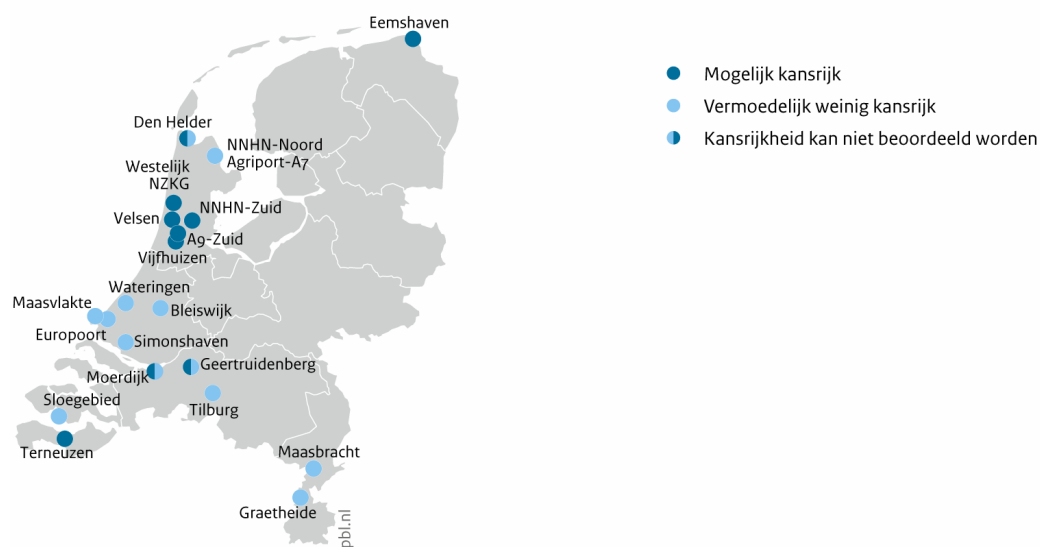 Eemshaven
Mogelijk kansrijk
Vermoedelijk weinig kansrijk
Kansrijkheid kan niet beoordeeld worden
Den Helder
NNHN-Noord
Agriport-A7
Westelijk
NZKG
NNHN-Zuid
Velsen
A9-Zuid
Vijfhuizen
Wateringen
Maasvlakte
Bleiswijk
Europoort
Simonshaven
Geertruidenberg
Moerdijk
Sloegebied
Tilburg
Terneuzen
Maasbracht
Graetheide
pbl.nl